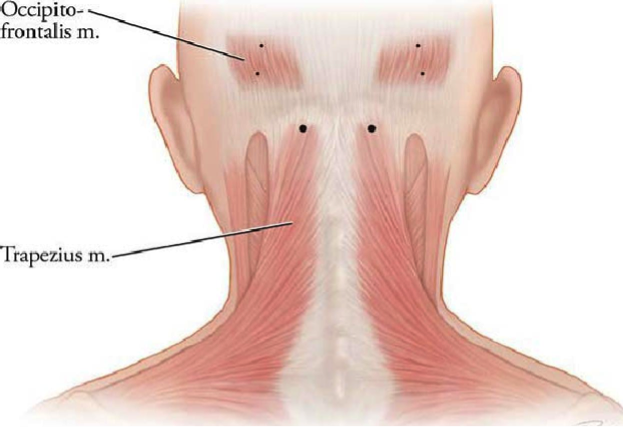 Occipito-
frontalis m.
Trapezius m.